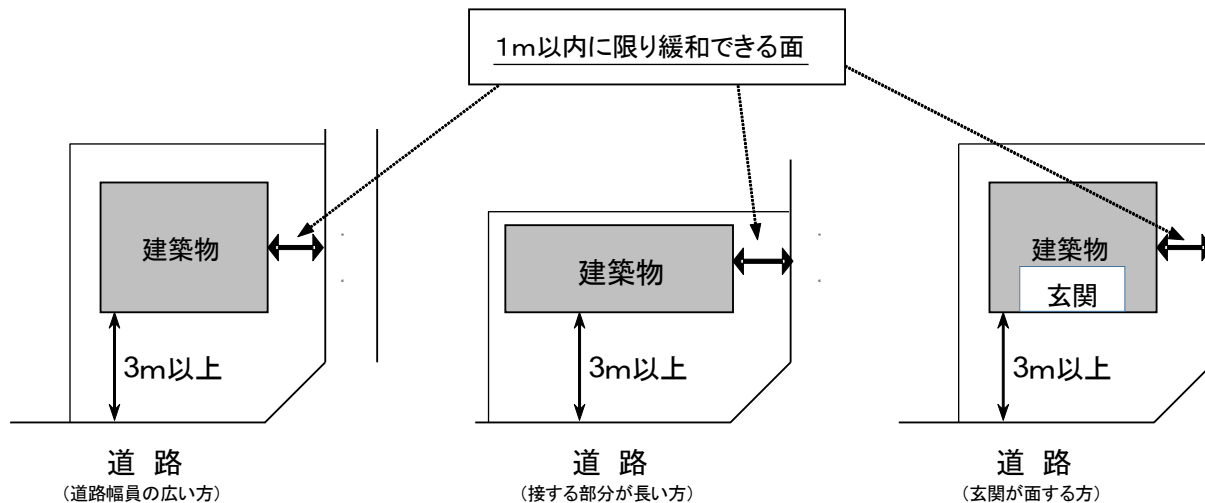 1m以内に限り緩和できる面
建築物
建築物
建築物
玄関
3m以上
3m以上
3m以上
道 路
道 路
道 路
(道路幅員の広い方)
(接する部分が長い方)
(玄関が面する方)